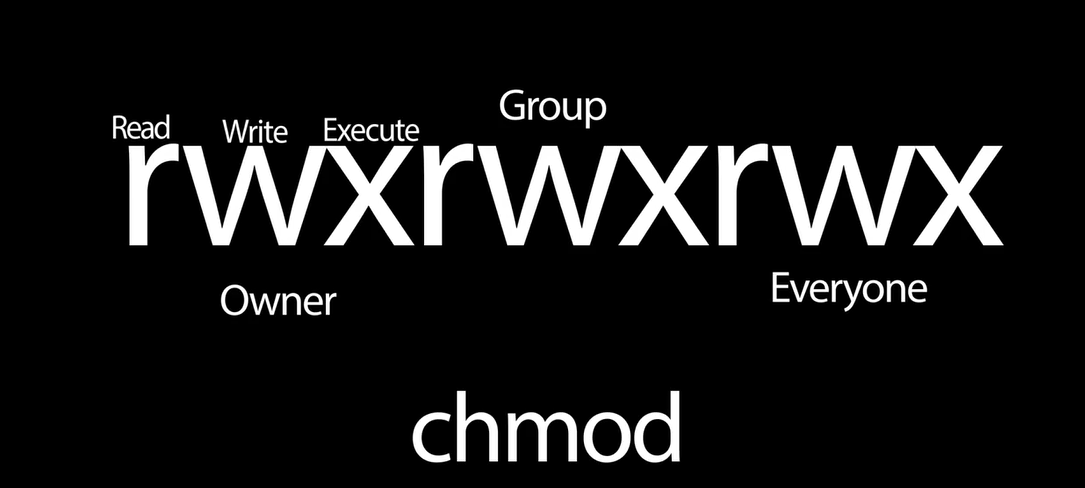 Group
Read Write Execute
rwxrwxrwx
Owner
Everyone
chmod